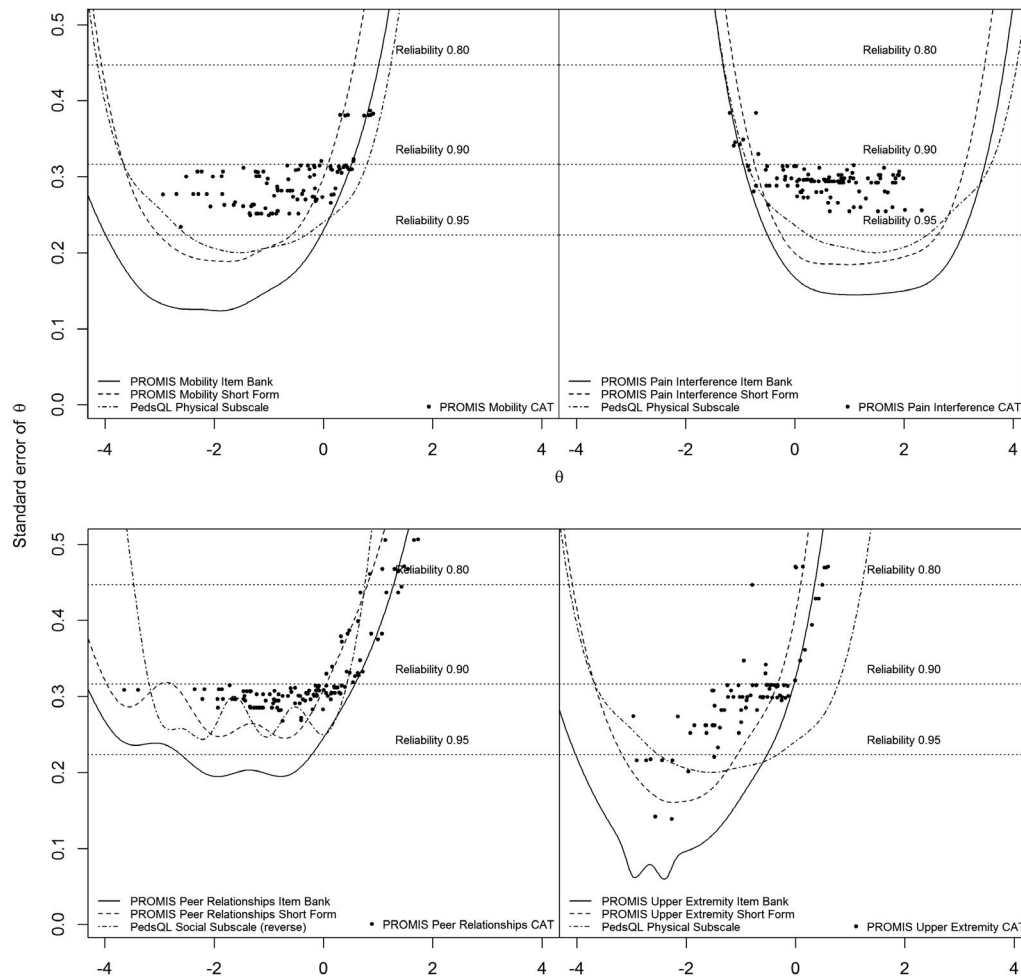 0.5
Reliability 0.80
Reliability 0.80
0.4
Reliability 0.90
Reliability 0.90
0.3
Reliability 0.95
Reliability 0.95
0.2
0.1
PROMIS Mobility Item Bank
PROMIS Mobility Short Form
PedsQL Physical Subscale
PROMIS Mobility CAT
PROMIS Pain Interference Item Bank
PROMIS Pain Interference Short Form
PedsQL Physical Subscale
PROMIS Pain Interference CAT
0.0
-4 -2 0 2 4
-4 -2 0 2 4
θ
Standard error of θ
0.5
Reliability 0.80
Reliability 0.80
0.4
Reliability 0.90
Reliability 0.90
0.3
Reliability 0.95
Reliability 0.95
0.2
0.1
PROMIS Peer Relationships Item Bank
PROMIS Peer Relationships Short Form
PedsQL Social Subscale (reverse)
PROMIS Peer Relationships CAT
PROMIS Upper Extremity Item Bank
PROMIS Upper Extremity Short Form
PedsQL Physical Subscale
PROMIS Upper Extremity CAT
0.0
-4 -2 0 2 4
-4 -2 0 2 4